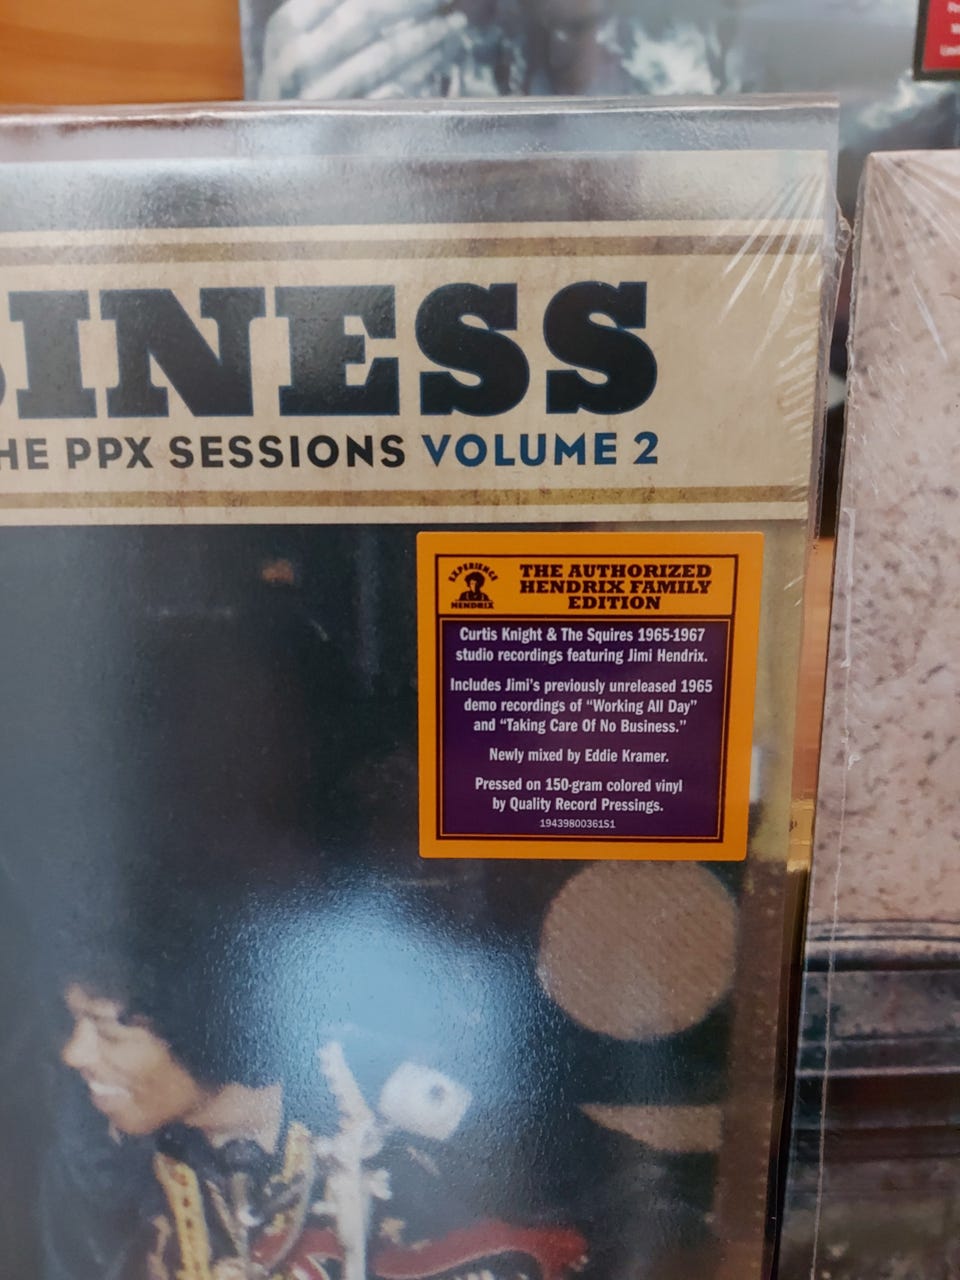 INESS
HE PPX SESSIONS VOLUME 2
EXPERIENCE
HENDRIX
THE AUTHORIZED
HENDRIX FAMILY
EDITION
Curtis Knight & The Squires 1965-1967
studio recordings featuring Jimi Hendrix.
Includes Jimi's previously unreleased 1965
demo recordings of “Working All Day”
and “Taking Care Of No Business.”
Newly mixed by Eddie Kramer.
Pressed on 150-gram colored vinyl
by Quality Record Pressings.
19439800361S1